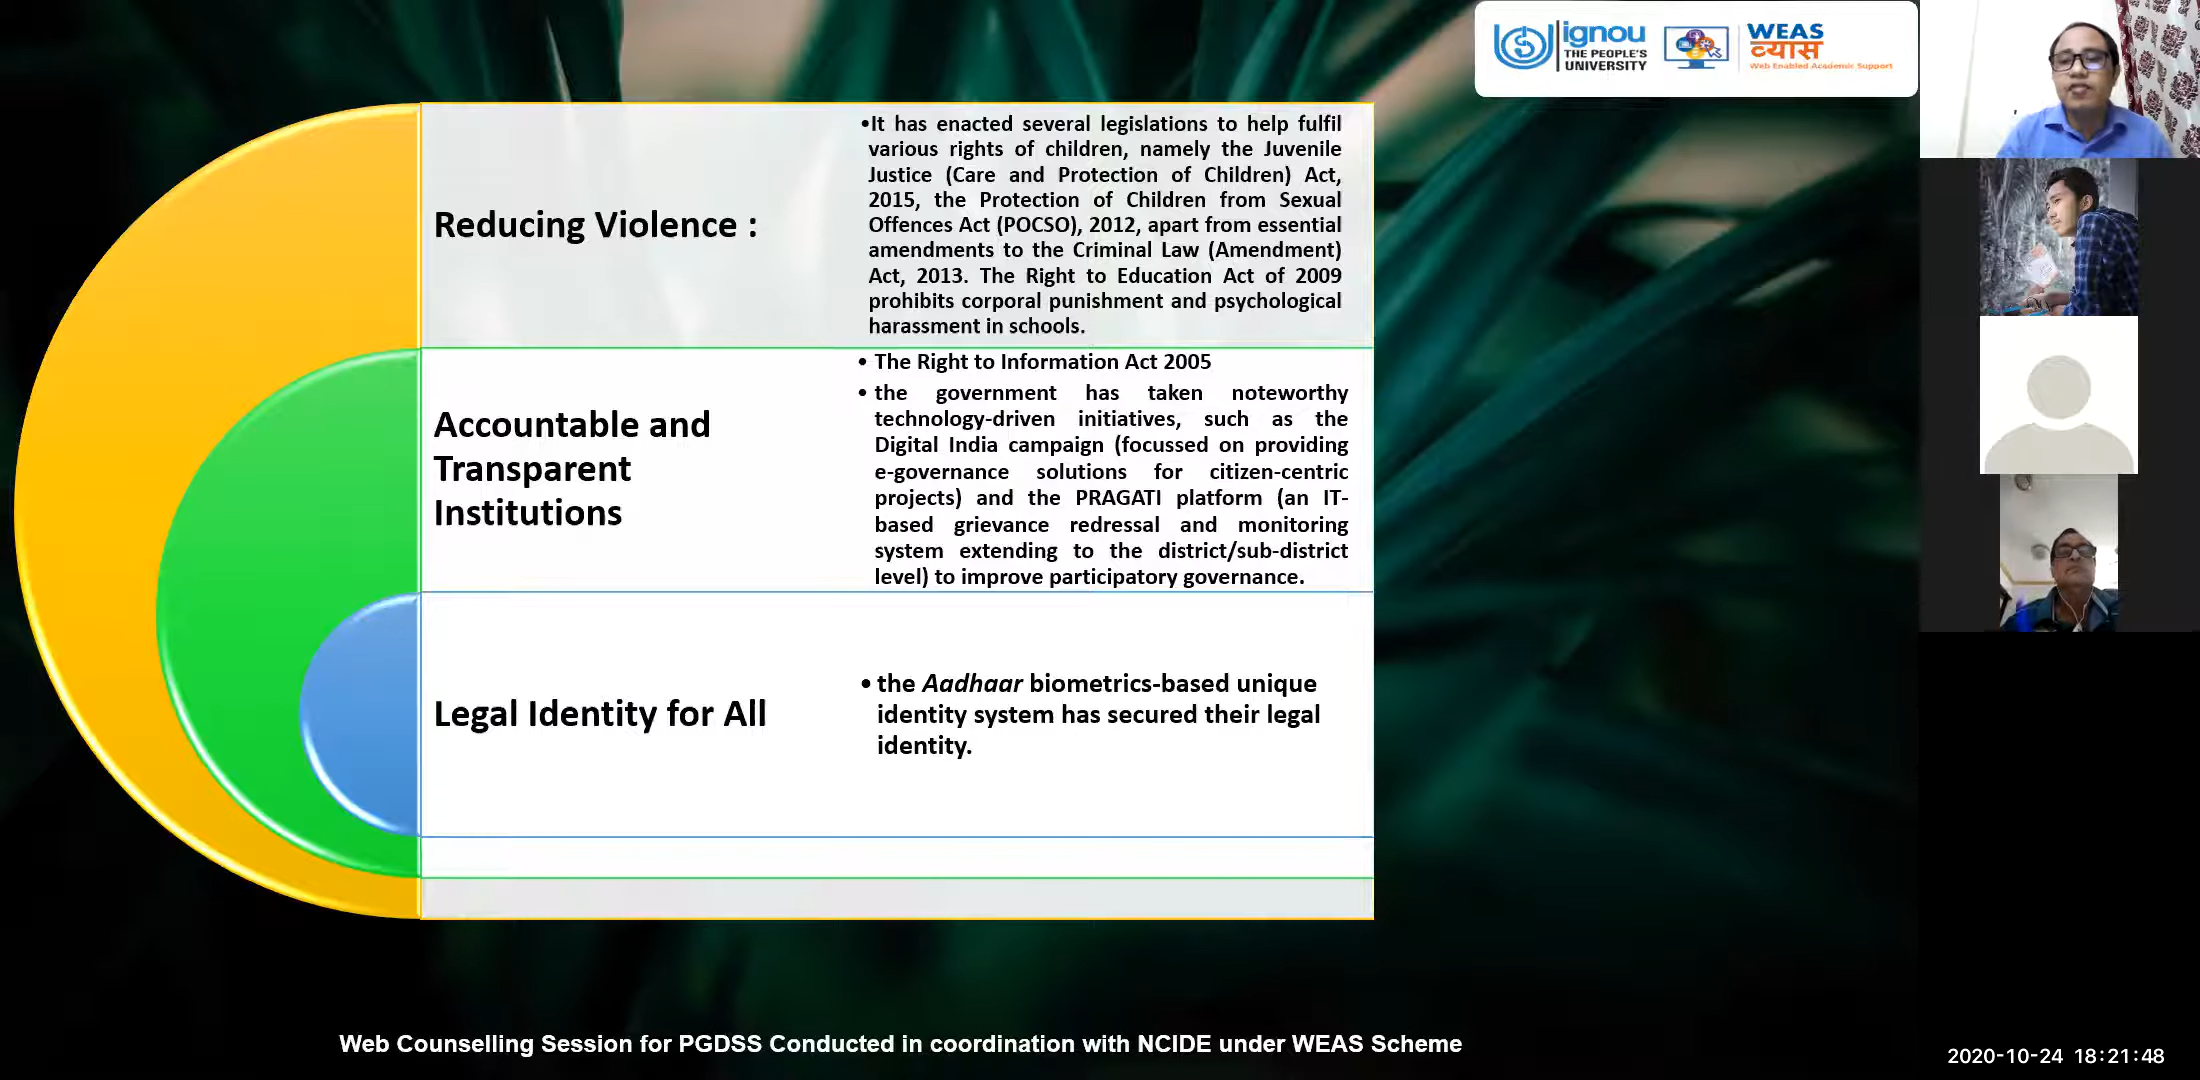 ignou
THE PEOPLE'S
UNIVERSITY
WEAS
व्यास
Web Enabled Academic Support
Reducing Violence :
•It has enacted several legislations to help fulfil
various rights of children, namely the Juvenile
Justice (Care and Protection of Children) Act,
2015, the Protection of Children from Sexual
Offences Act (POCSO), 2012, apart from essential
amendments to the Criminal Law (Amendment)
Act, 2013. The Right to Education Act of 2009
prohibits corporal punishment and psychological
harassment in schools.
Accountable and
Transparent
Institutions
• The Right to Information Act 2005
• the government has taken noteworthy
technology-driven initiatives, such as the
Digital India campaign (focussed on providing
e-governance solutions for citizen-centric
projects) and the PRAGATI platform (an IT-
based grievance redressal and monitoring
system extending to the district/sub-district
level) to improve participatory governance.
Legal Identity for All
• the Aadhaar biometrics-based unique
identity system has secured their legal
identity.
Web Counselling Session for PGDSS Conducted in coordination with NCIDE under WEAS Scheme
2020-10-24 18:21:48